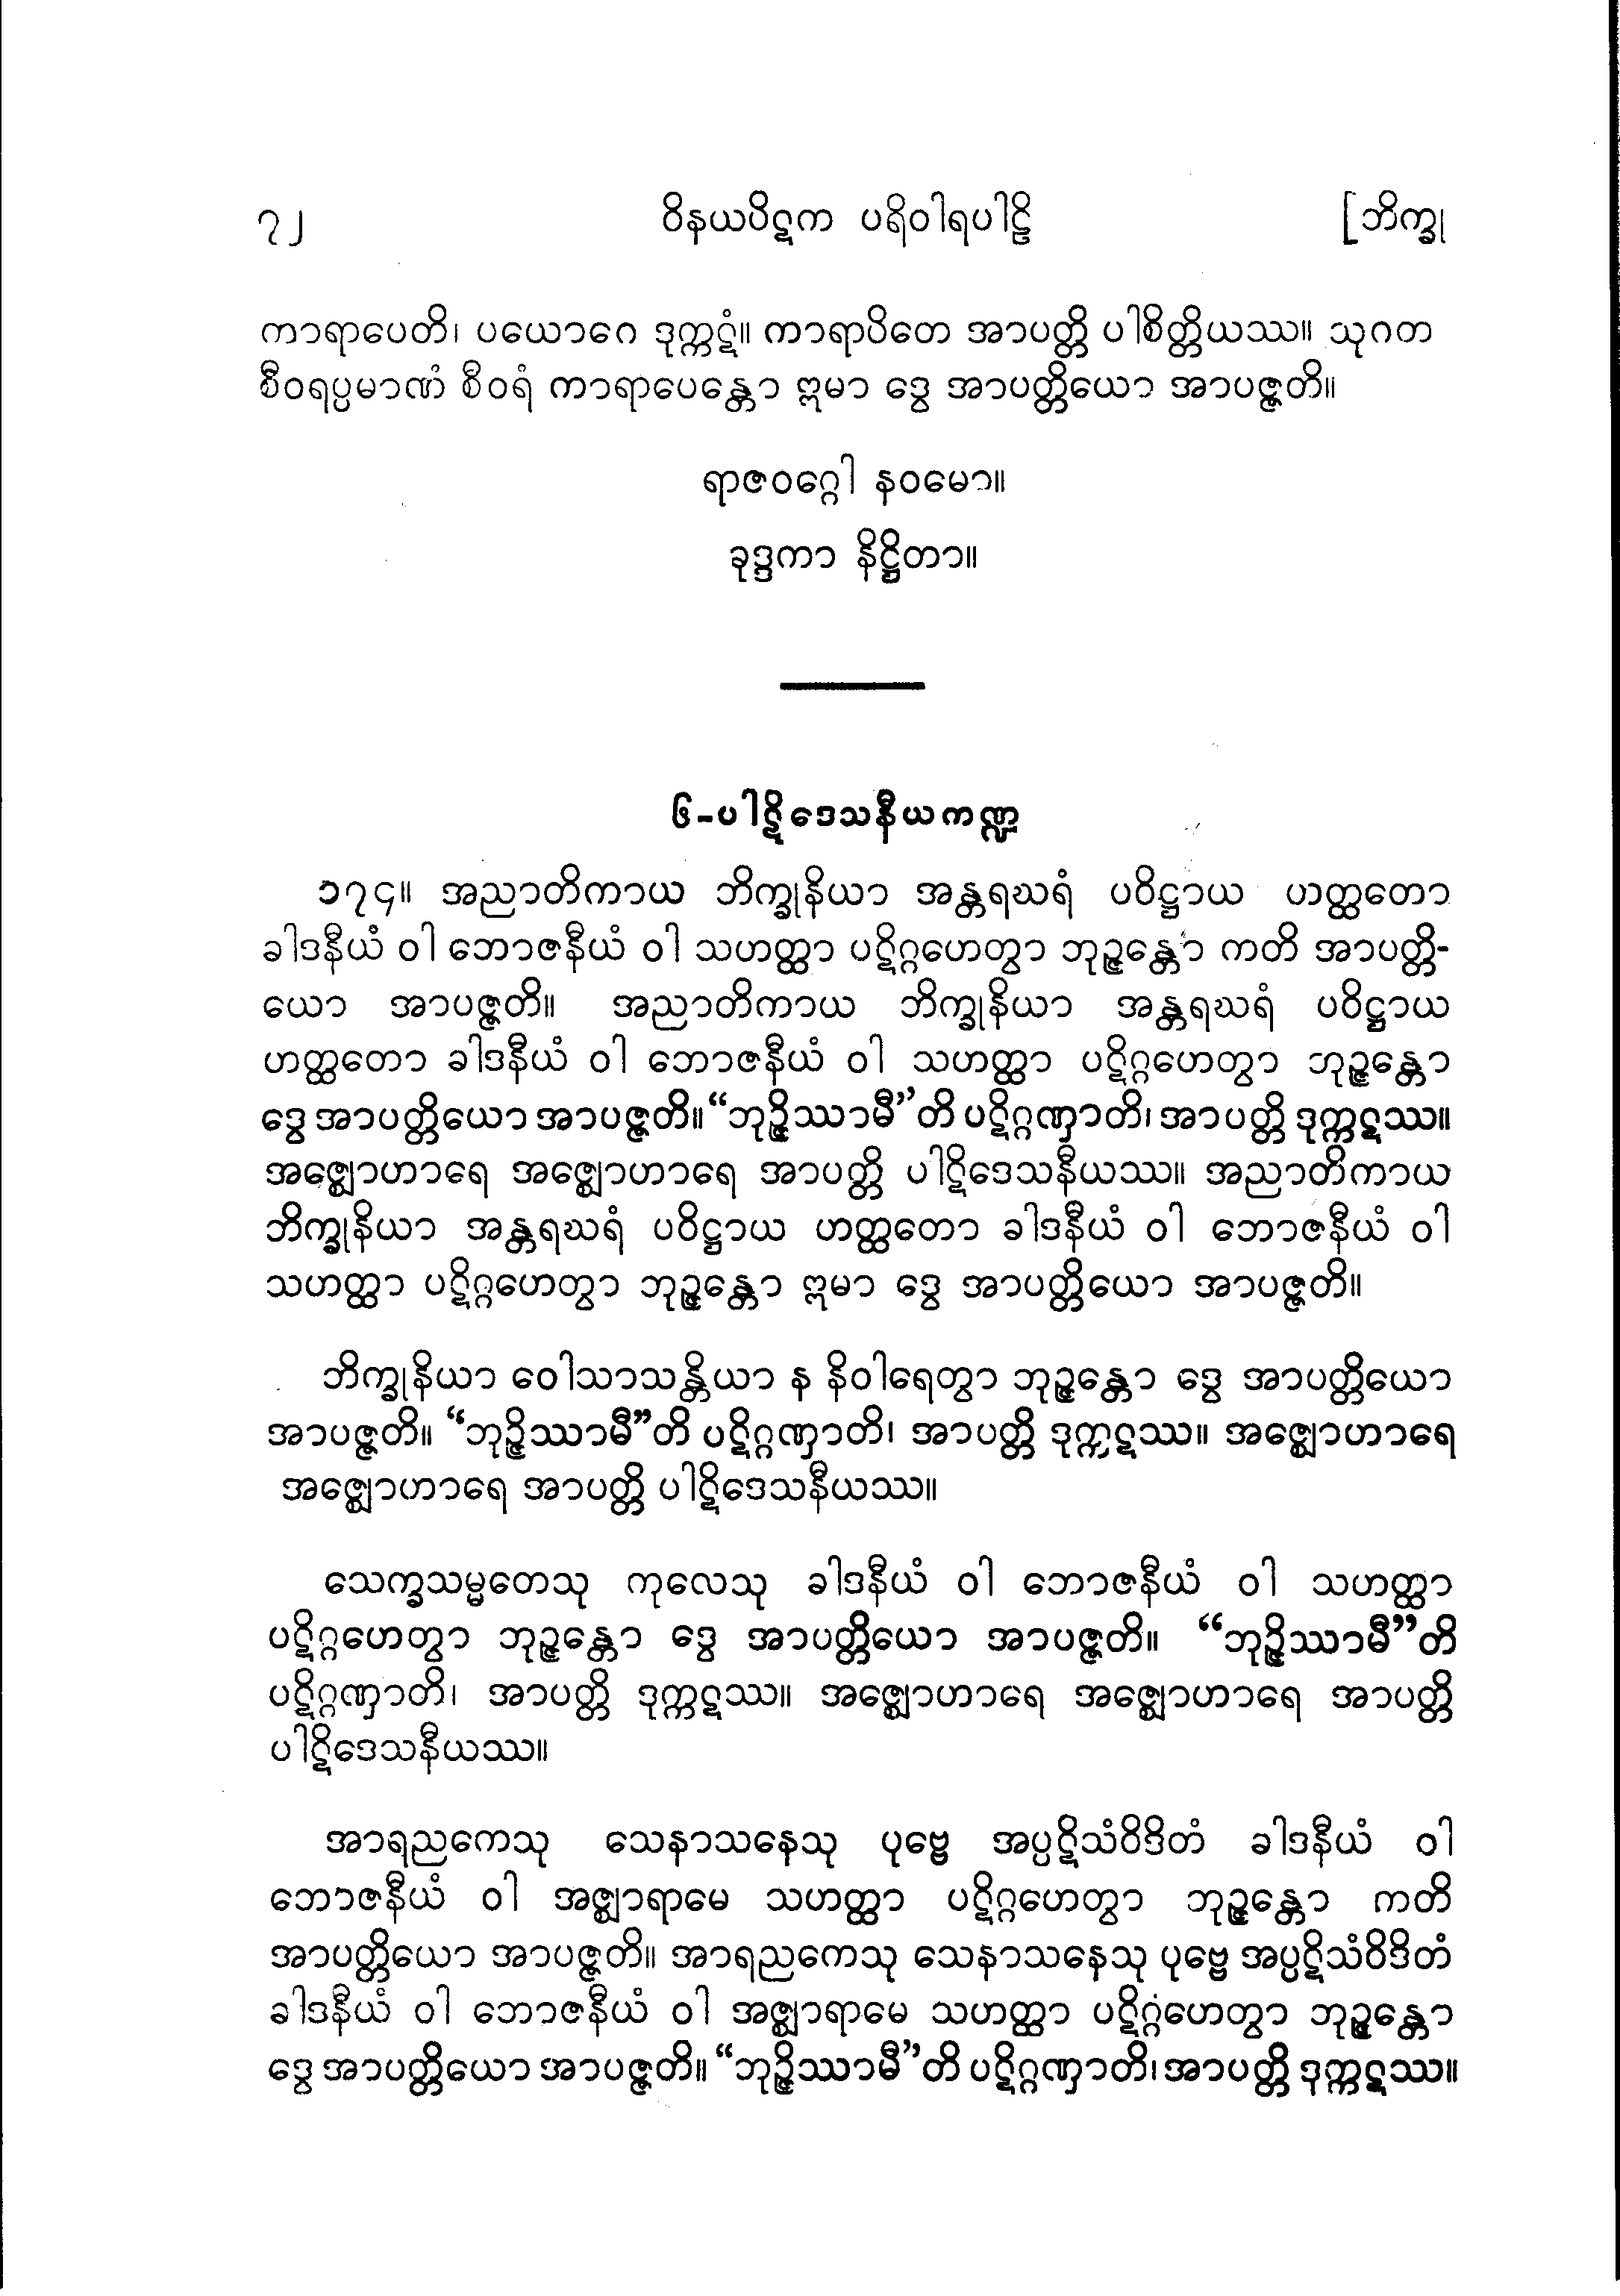 ၇၂ ဝိနယပိဋက ပရိဝါရပါဠိ [ဘိက္ခု
ကာရာပေတိ၊ ပယောဂေ ဒုက္ကဋံ။ ကာရာပိတေ အာပတ္တိ ပါစိတ္တိယဿ။ သုဂတ
စီဝရပ္ပမာဏံ စီဝရံ ကာရာပေန္တော ဣမာ ဒွေ အာပတ္တိယော အာပဇ္ဇတိ။
ရာဇဝဂ္ဂေါ နဝမော။
ခုဒ္ဒကာ နိဋ္ဌိတာ။
၆-ပါဋိဒေသနီယကဏ္ဍ
၁၇၄။ အညာတိကာယ ဘိက္ခုနိယာ အန္တရဃရံ ပဝိဋ္ဌာယ ဟတ္ထတော
ခါဒနီယံ ဝါ ဘောဇနီယံ ဝါ သဟတ္ထာ ပဋိဂ္ဂဟေတွာ ဘုဉ္ဇန္တော ကတိ အာပတ္တိ-
ယော အာပဇ္ဇတိ။ အညာတိကာယ ဘိက္ခုနိယာ အန္တရဃရံ ပဝိဋ္ဌာယ
ဟတ္ထတော ခါဒနီယံ ဝါ ဘောဇနီယံ ဝါ သဟတ္ထာ ပဋိဂ္ဂဟေတွာ ဘုဉ္ဇန္တော
ဒွေ အာပတ္တိယော အာပဇ္ဇတိ။ “ဘုဉ္ဇိဿာမီ”တိ ပဋိဂ္ဂဏှာတိ၊ အာပတ္တိ ဒုက္ကဋဿ။
အဇ္ဈောဟာရေ အဇ္ဈောဟာရေ အာပတ္တိ ပါဋိဒေသနီယဿ။ အညာတိကာယ
ဘိက္ခုနိယာ အန္တရဃရံ ပဝိဋ္ဌာယ ဟတ္ထတော ခါဒနီယံ ဝါ ဘောဇနီယံ ဝါ
သဟတ္ထာ ပဋိဂ္ဂဟေတွာ ဘုဉ္ဇန္တော ဣမာ ဒွေ အာပတ္တိယော အာပဇ္ဇတိ။
ဘိက္ခုနိယာ ဝေါသာသန္တိယာ န နိဝါရေတွာ ဘုဉ္ဇန္တော ဒွေ အာပတ္တိယော
အာပဇ္ဇတိ။ “ဘုဉ္ဇိဿာမီ”တိ ပဋိဂ္ဂဏှာတိ၊ အာပတ္တိ ဒုက္ကဋဿ။ အဇ္ဈောဟာရေ
အဇ္ဈောဟာရေ အာပတ္တိ ပါဋိဒေသနီယဿ။
သေက္ခသမ္မတေသု ကုလေသု ခါဒနီယံ ဝါ ဘောဇနီယံ ဝါ သဟတ္ထာ
ပဋိဂ္ဂဟေတွာ ဘုဉ္ဇန္တော ဒွေ အာပတ္တိယော အာပဇ္ဇတိ။ “ဘုဉ္ဇိဿာမီ”တိ
ပဋိဂ္ဂဏှာတိ၊ အာပတ္တိ ဒုက္ကဋဿ။ အဇ္ဈောဟာရေ အဇ္ဈောဟာရေ အာပတ္တိ
ပါဋိဒေသနီယဿ။
အာရညကေသု သေနာသနေသု ပုဗ္ဗေ အပ္ပဋိသံဝိဒိတံ ခါဒနီယံ ဝါ
ဘောဇနီယံ ဝါ အဇ္ဈာရာမေ သဟတ္ထာ ပဋိဂ္ဂဟေတွာ ဘုဉ္ဇန္တော ကတိ
အာပတ္တိယော အာပဇ္ဇတိ။ အာရညကေသု သေနာသနေသု ပုဗ္ဗေ အပ္ပဋိသံဝိဒိတံ
ခါဒနီယံ ဝါ ဘောဇနီယံ ဝါ အဇ္ဈာရာမေ သဟတ္ထာ ပဋိဂ္ဂဟေတွာ ဘုဉ္ဇန္တော
ဒွေ အာပတ္တိယော အာပဇ္ဇတိ။ “ဘုဉ္ဇိဿာမီ”တိ ပဋိဂ္ဂဏှာတိ၊ အာပတ္တိ ဒုက္ကဋဿ။